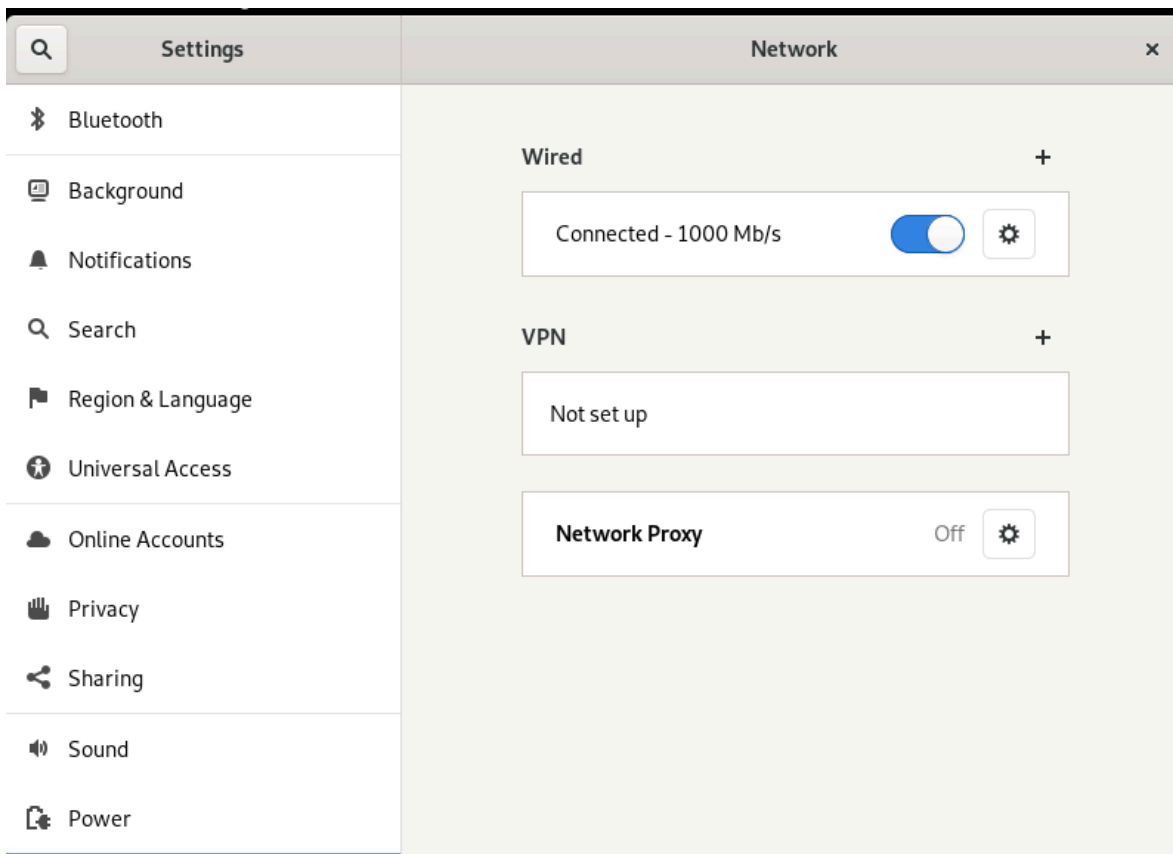 Settings
Network
Bluetooth
Background
Notifications
Search
Region & Language
Universal Access
Online Accounts
Privacy
Sharing
Sound
Power
Wired
Connected - 1000 Mb/s
VPN
Not set up
Network Proxy
Off